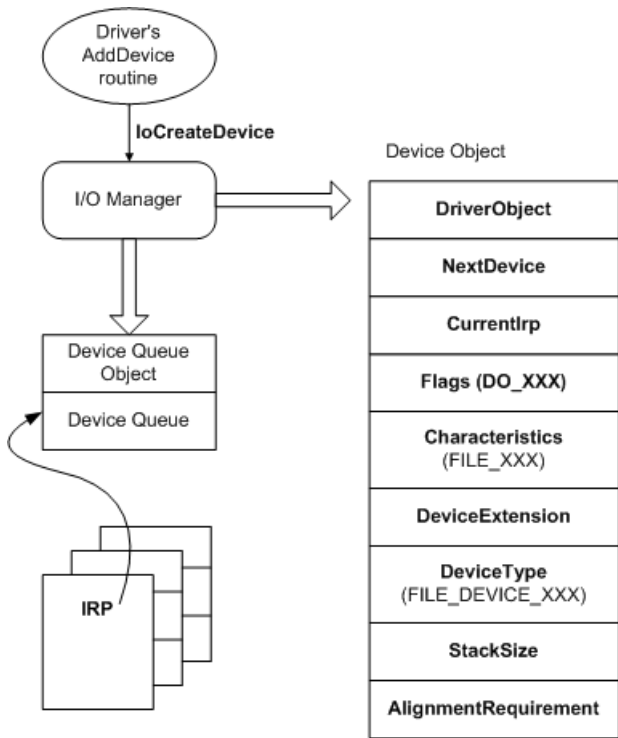 Driver's
AddDevice
routine
IoCreateDevice
I/O Manager
Device Queue
Object
Device Queue
IRP
Device Object
DriverObject
NextDevice
CurrentIrp
Flags (DO_XXX)
Characteristics
(FILE_XXX)
DeviceExtension
DeviceType
(FILE_DEVICE_XXX)
StackSize
AlignmentRequirement